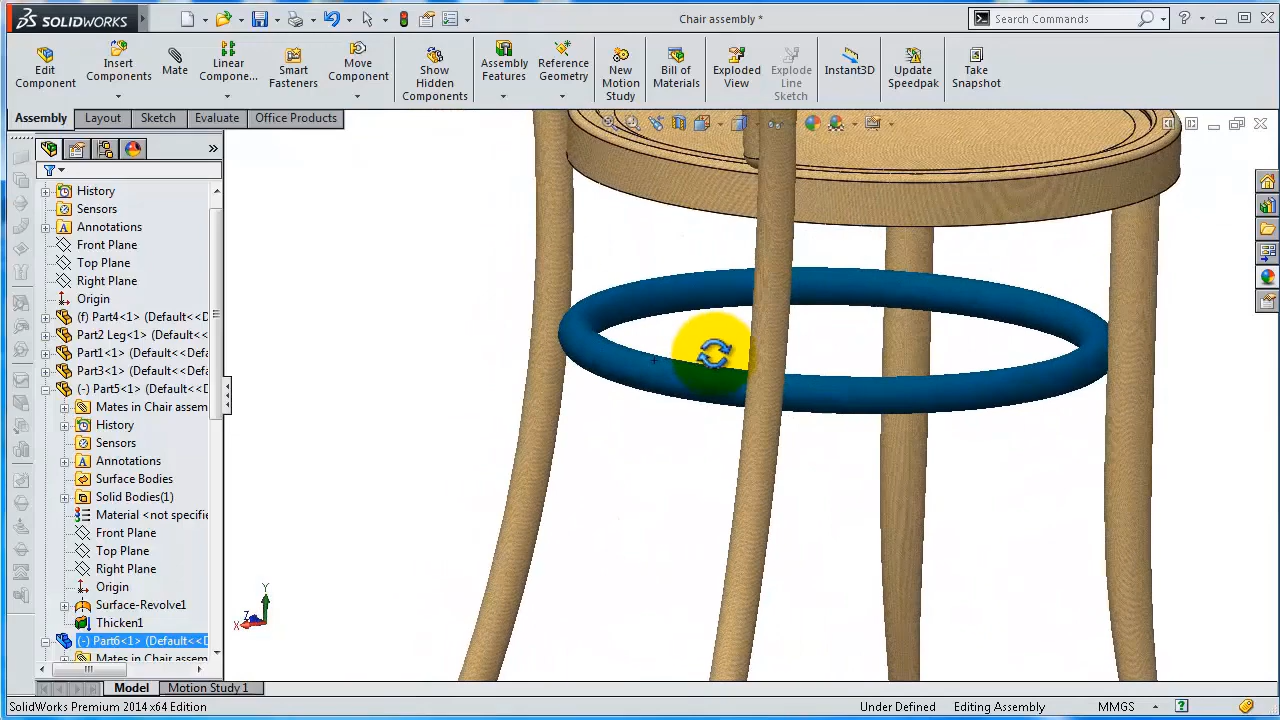 SOLIDWORKS
Chair assembly *
Search Commands
Edit Component
Insert Components
Mate
Linear Compone...
Smart Fasteners
Move Component
Show Hidden Components
Assembly Features
Reference Geometry
New Motion Study
Bill of Materials
Exploded View
Explode Line Sketch
Instant3D
Update Speedpak
Take Snapshot
Assembly
Layout
Sketch
Evaluate
Office Products
History
Sensors
Annotations
Front Plane
Top Plane
Right Plane
Origin
(f) Part4<1> (Default<<D
Part2 Leg<1> (Default<<
Part1<1> (Default<<Defa
Part3<1> (Default<<Defa
(-) Part5<1> (Default<<D
Mates in Chair assem
History
Sensors
Annotations
Surface Bodies
Solid Bodies(1)
Material <not specifie
Front Plane
Top Plane
Right Plane
Origin
Surface-Revolve1
Thicken1
(-) Part6<1> (Default<<D
Mates in Chair assem
Y
Z
X
Model
Motion Study 1
SolidWorks Premium 2014 x64 Edition
Under Defined
Editing Assembly
MMGS